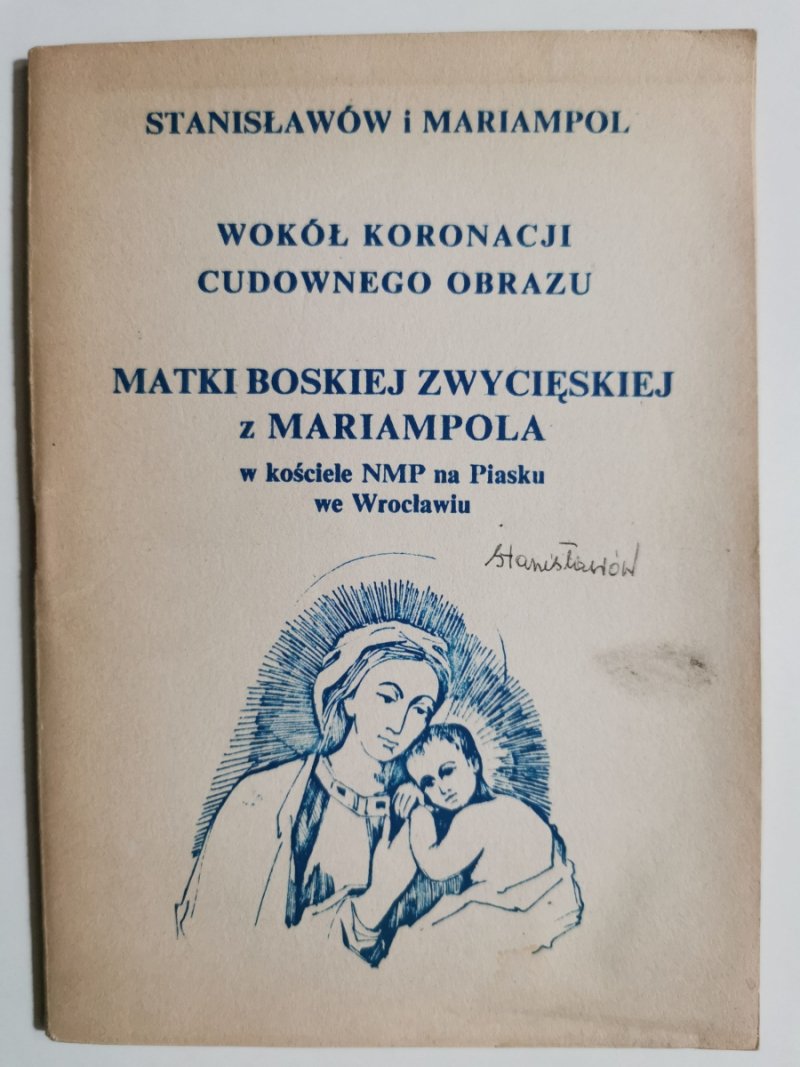 STANISŁAWÓW i MARIAMPOL
WOKÓŁ KORONACJI
CUDOWNEGO OBRAZU
MATKI BOSKIEJ ZWYCIĘSKIEJ
z MARIAMPOLA
w kościele NMP na Piasku
we Wrocławiu
Stanisławów